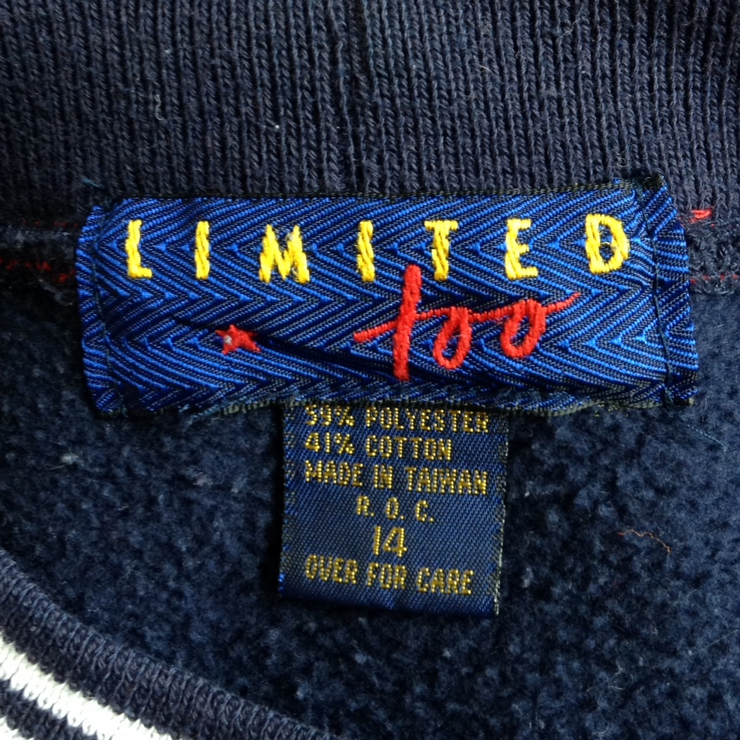 LIMITED
too
59% POLYESTER
41% COTTON
MADE IN TAIWAN
R. O. C.
14
OVER FOR CARE